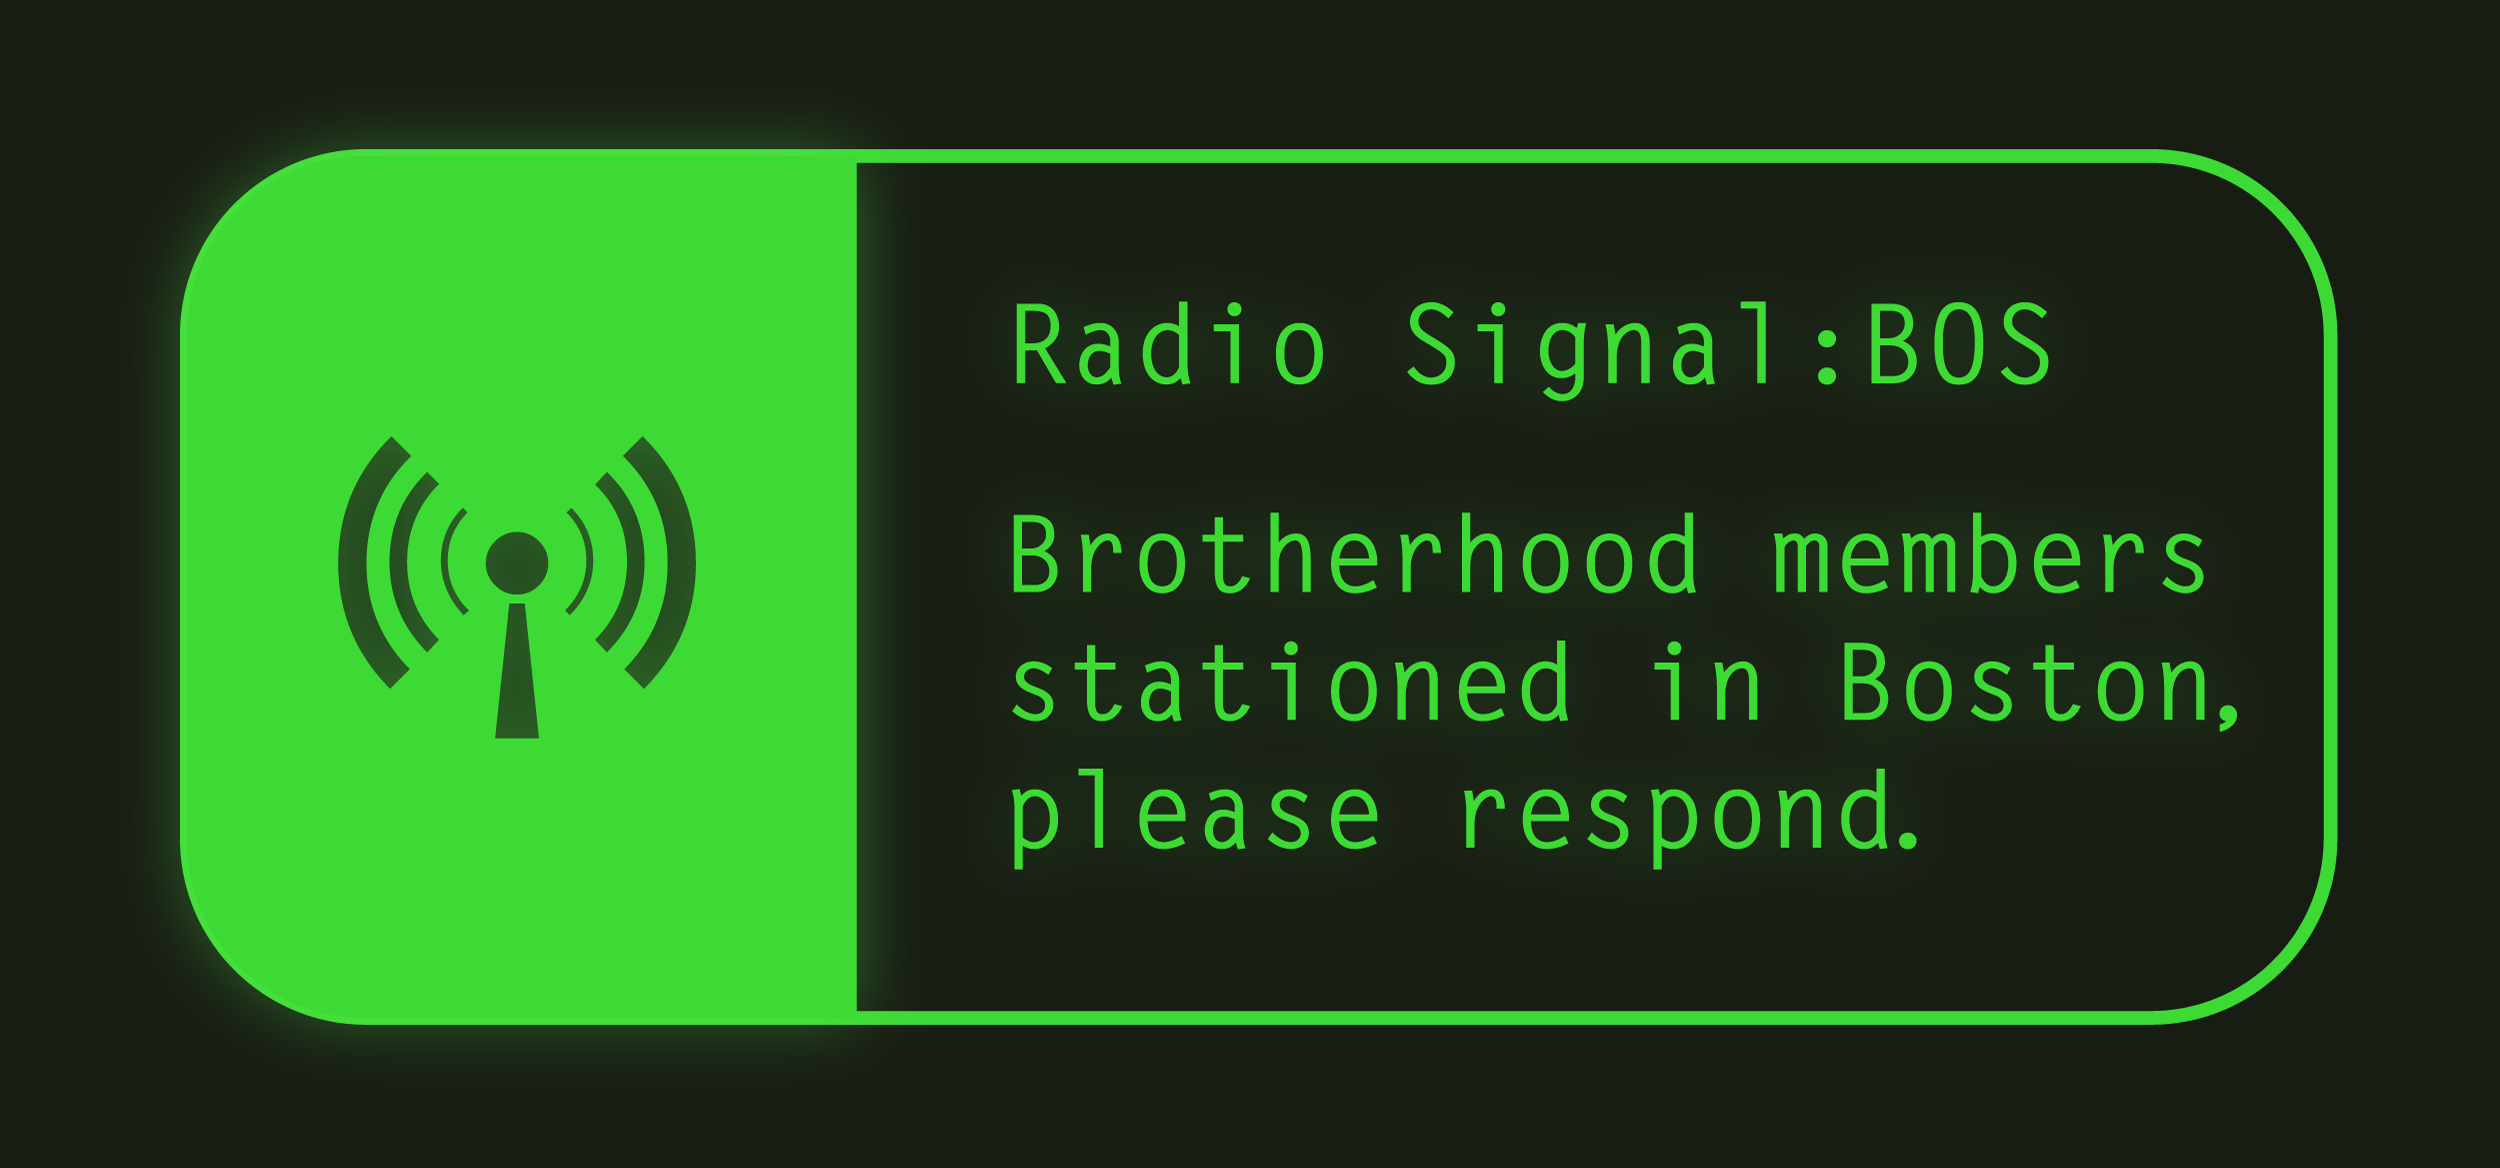 Radio Signal:BOS
Brotherhood members
stationed in Boston,
please respond.